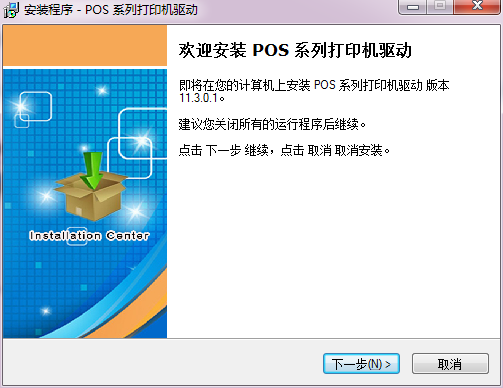 安装程序 - POS 系列打印机驱动
欢迎安装 POS 系列打印机驱动
即将在您的计算机上安装 POS 系列打印机驱动 版本
11.3.0.1。
建议您关闭所有的运行程序后继续。
点击 下一步 继续，点击 取消 取消安装。
Installation Center
下一步(N) >
取消